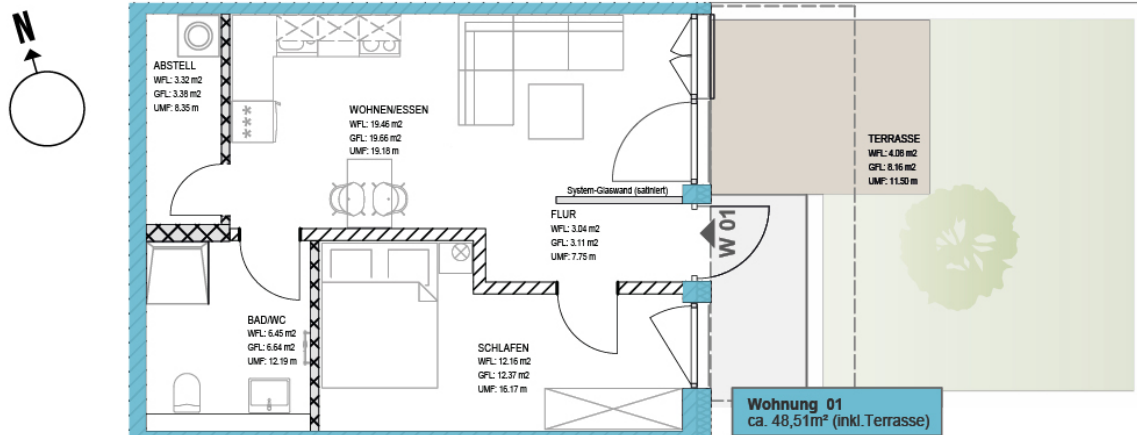 N
ABSTELL
WFL: 3.32 m2
GFL: 3.38 m2
UMF: 8.35 m
WOHNEN/ESSEN
WFL: 19.46 m2
GFL: 19.66 m2
UMF: 19.18 m
TERRASSE
WFL: 4.08 m2
GFL: 8.16 m2
UMF: 11.50 m
System-Glaswand (satiniert)
FLUR
WFL: 3.04 m2
GFL: 3.11 m2
UMF: 7.75 m
W 01
BAD/WC
WFL: 6.45 m2
GFL: 6.64 m2
UMF: 12.19 m
SCHLAFEN
WFL: 12.16 m2
GFL: 12.37 m2
UMF: 16.17 m
Wohnung 01
ca. 48,51m² (inkl.Terrasse)